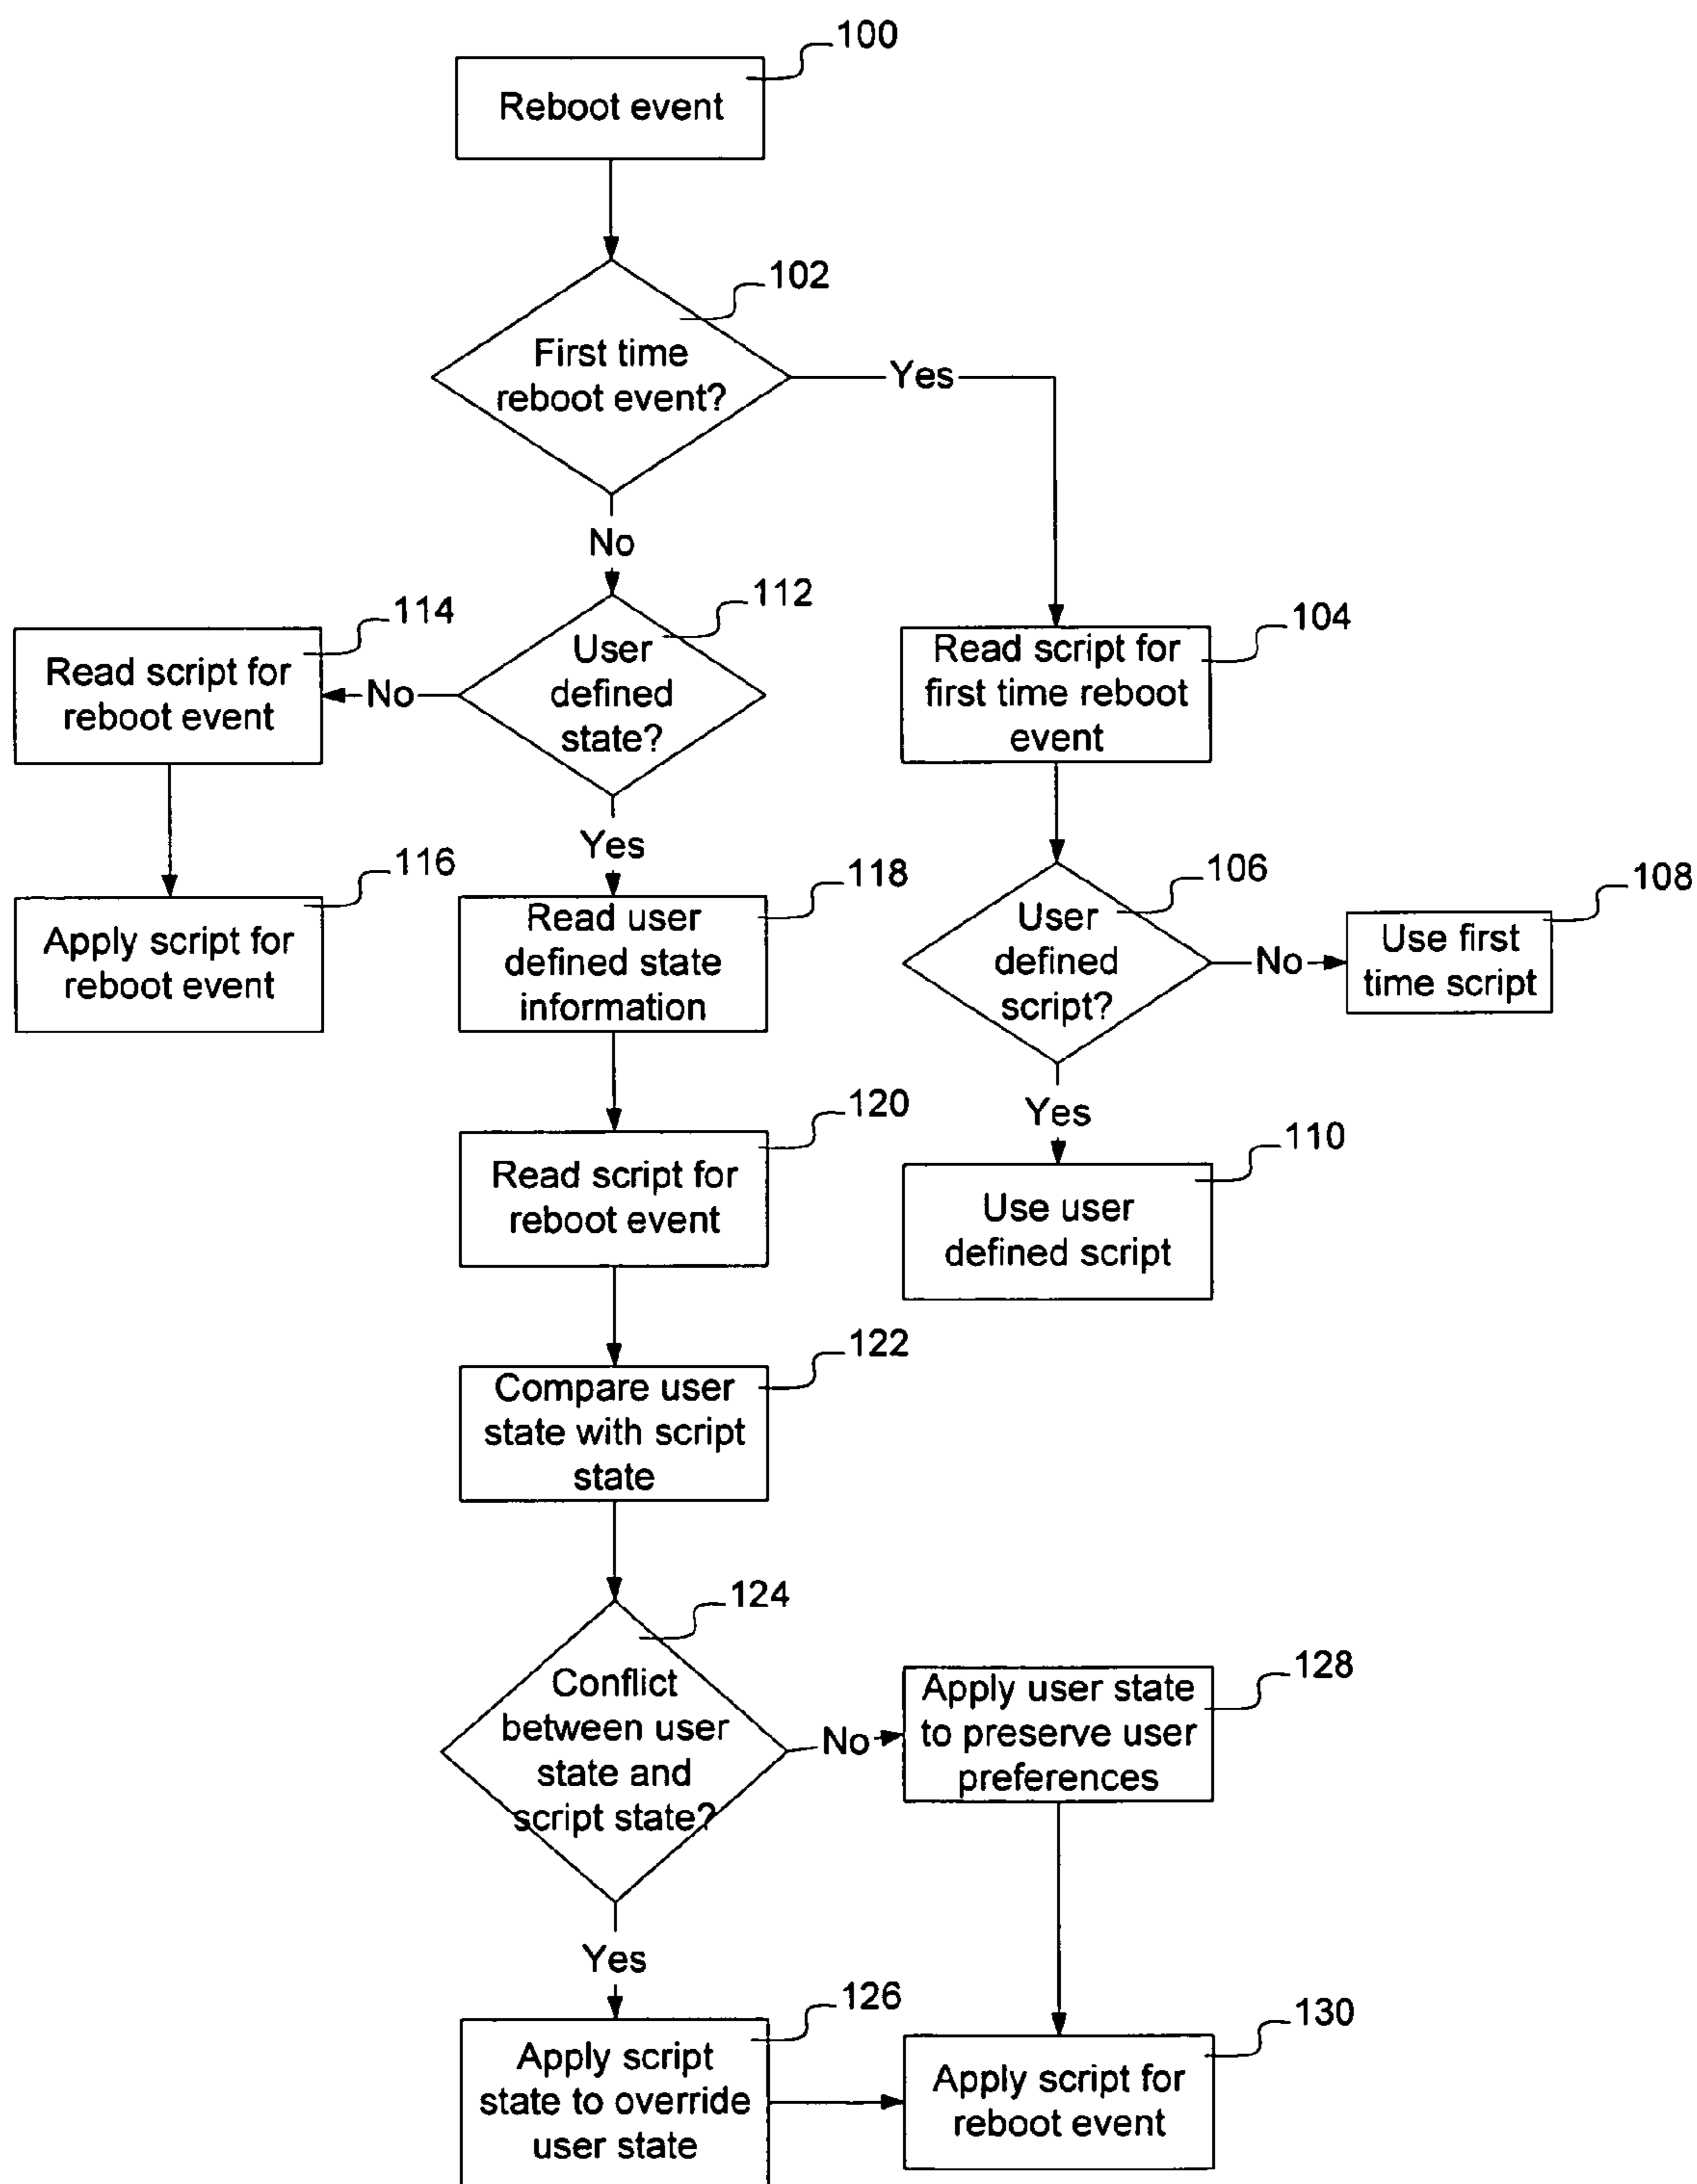 100
Reboot event
102
First time
reboot event?
Yes
No
112
User
defined
state?
No
114
Read script for
reboot event
116
Apply script for
reboot event
104
Read script for
first time reboot
event
106
User
defined
script?
No
108
Use first
time script
Yes
110
Use user
defined script
Yes
118
Read user
defined state
information
120
Read script for
reboot event
122
Compare user
state with script
state
124
Conflict
between user
state and
script state?
No
128
Apply user state
to preserve user
preferences
Yes
126
Apply script
state to override
user state
130
Apply script for
reboot event